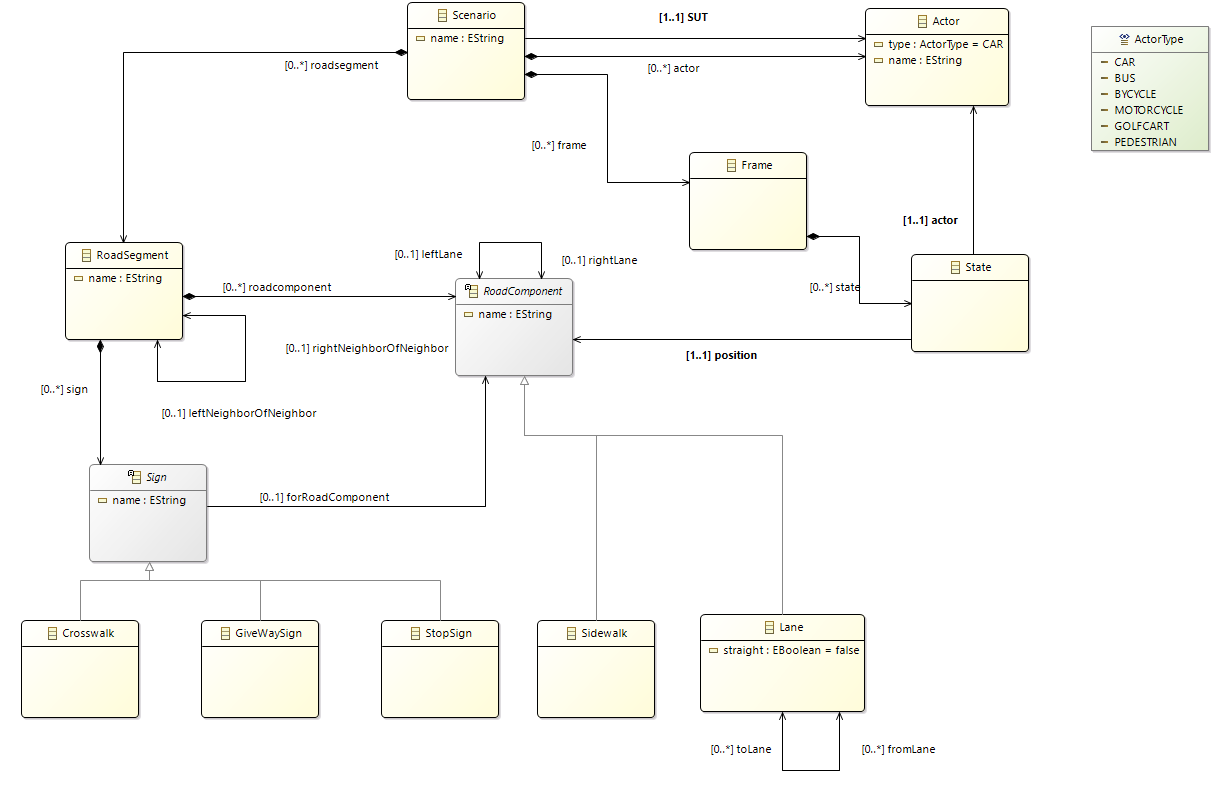 Scenario
name : EString
[1..1] SUT
Actor
type : ActorType = CAR
name : EString
ActorType
CAR
BUS
BYCYCLE
MOTORCYCLE
GOLFCART
PEDESTRIAN
[0..*] roadsegment
[0..*] actor
[0..*] frame
Frame
[1..1] actor
RoadSegment
name : EString
[0..1] leftLane
[0..1] rightLane
State
[0..*] roadcomponent
RoadComponent
name : EString
[0..*] state
[0..1] rightNeighborOfNeighbor
[1..1] position
[0..*] sign
[0..1] leftNeighborOfNeighbor
Sign
name : EString
[0..1] forRoadComponent
Crosswalk
GiveWaySign
StopSign
Sidewalk
Lane
straight : EBoolean = false
[0..*] toLane
[0..*] fromLane